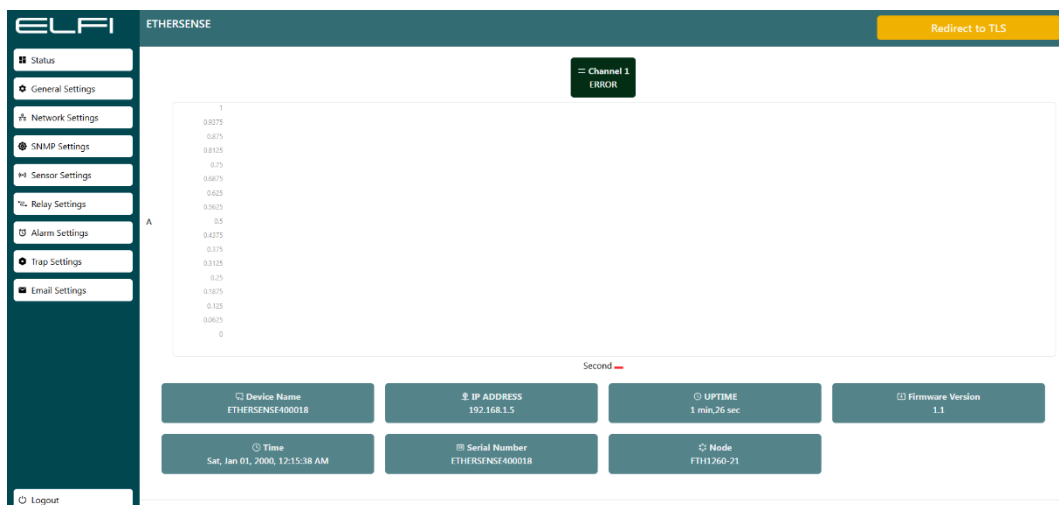 ELFI
ETHERSENSE
Redirect to TLS
Status
General Settings
Network Settings
SNMP Settings
Sensor Settings
Relay Settings
Alarm Settings
Trap Settings
Email Settings
Logout
Channel 1
ERROR
1
0.9375
0.875
0.8125
0.75
0.6875
0.625
0.5625
0.5
0.4375
0.375
0.3125
0.25
0.1875
0.125
0.0625
0
A
Second
Device Name
ETHERSENSE400018
IP ADDRESS
192.168.1.5
UPTIME
1 min,26 sec
Firmware Version
1.1
Time
Sat, Jan 01, 2000, 12:15:38 AM
Serial Number
ETHERSENSE400018
Node
ETH1260-21